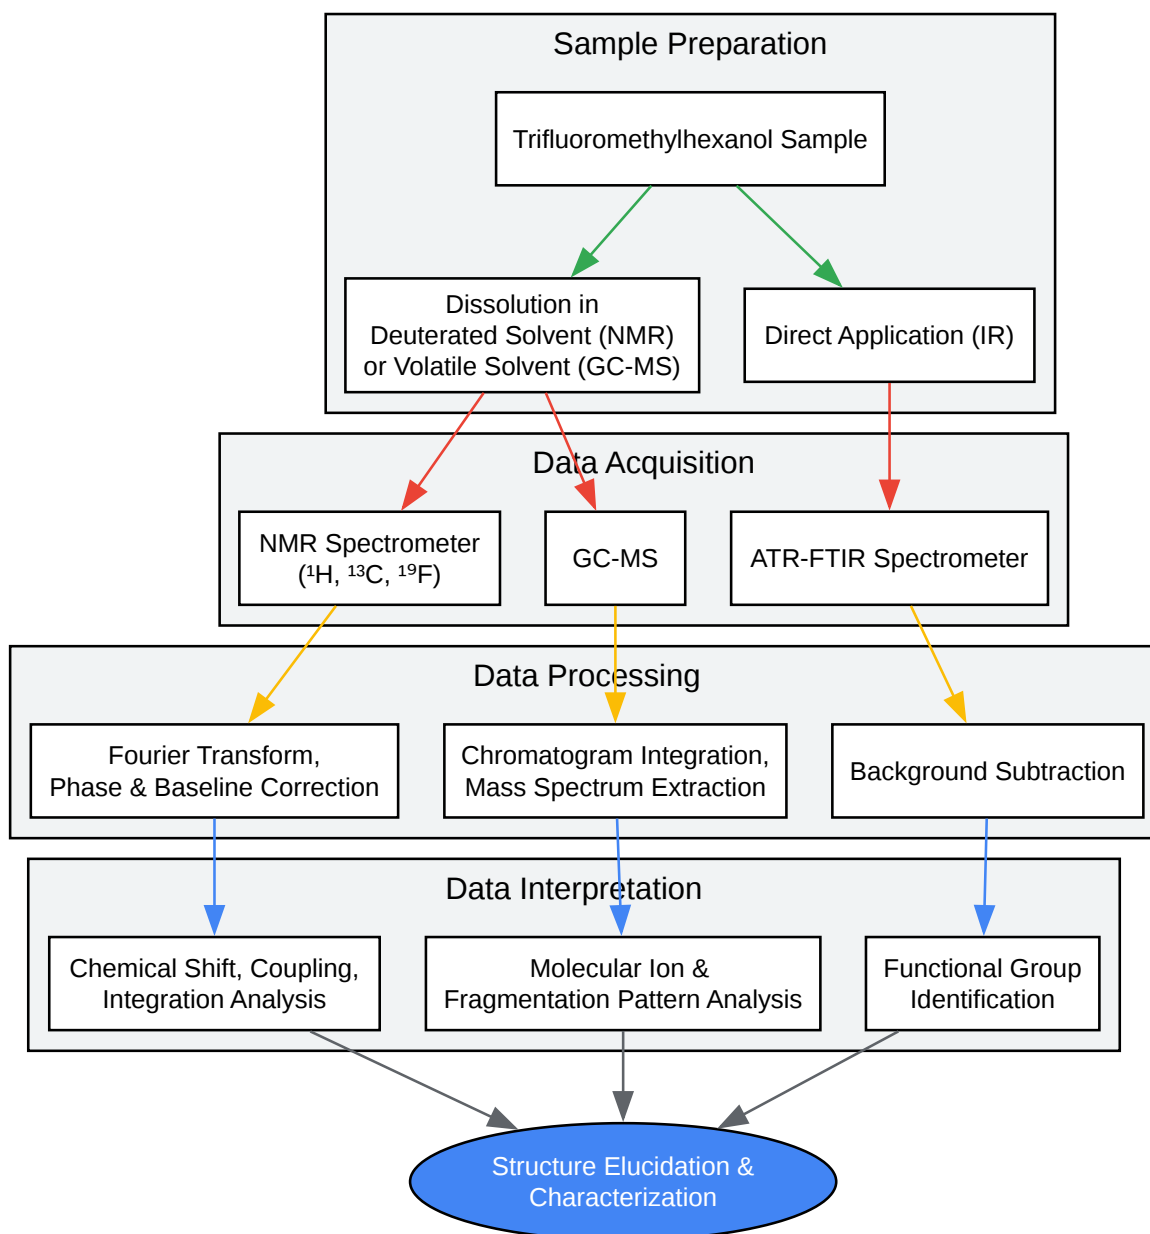 Sample Preparation
Trifluoromethylhexanol Sample
Dissolution in
Deuterated Solvent (NMR)
or Volatile Solvent (GC-MS)
Direct Application (IR)
Data Acquisition
NMR Spectrometer
(¹H, ¹³C, ¹⁹F)
GC-MS
ATR-FTIR Spectrometer
Data Processing
Fourier Transform,
Phase & Baseline Correction
Chromatogram Integration,
Mass Spectrum Extraction
Background Subtraction
Data Interpretation
Chemical Shift, Coupling,
Integration Analysis
Molecular Ion &
Fragmentation Pattern Analysis
Functional Group
Identification
Structure Elucidation &
Characterization